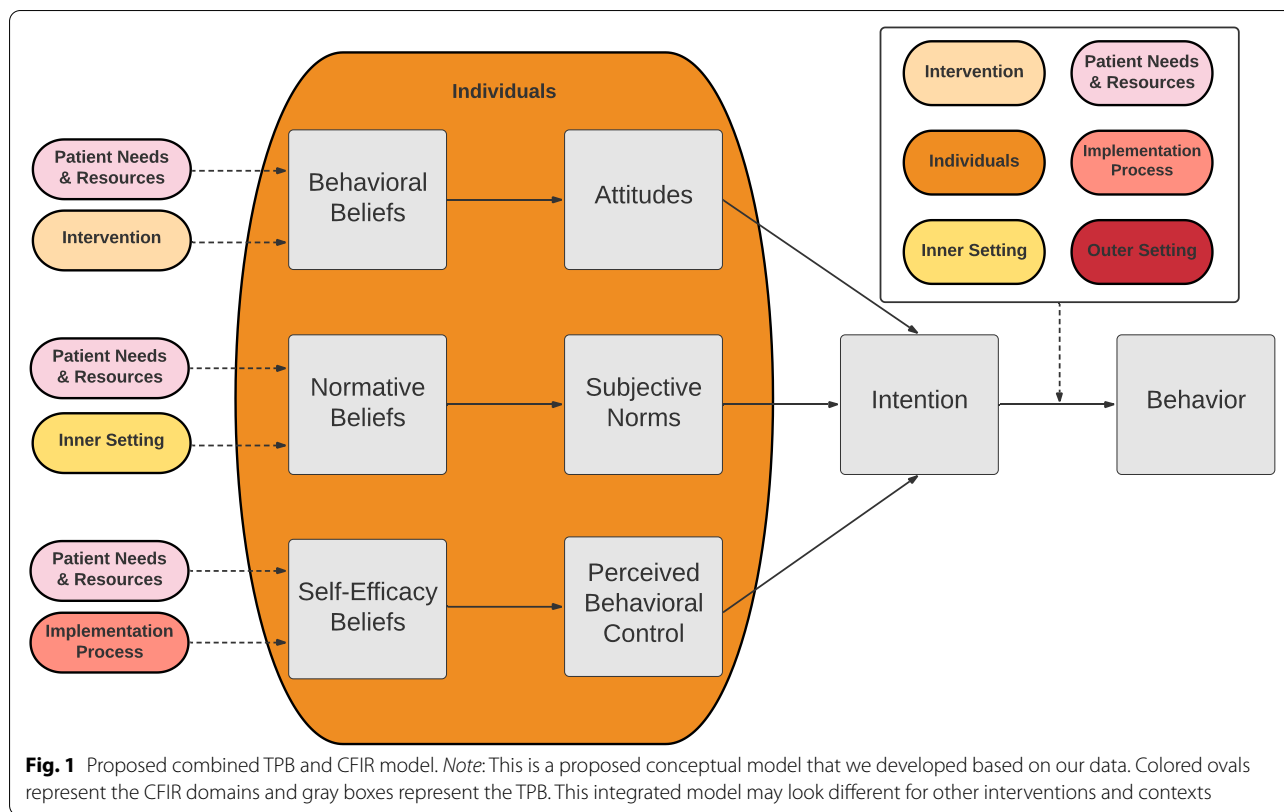 Individuals
Patient Needs
& Resources
Intervention
Behavioral
Beliefs
Attitudes
Patient Needs
& Resources
Inner Setting
Normative
Beliefs
Subjective
Norms
Patient Needs
& Resources
Implementation
Process
Self-Efficacy
Beliefs
Perceived
Behavioral
Control
Intervention
Patient Needs
& Resources
Individuals
Implementation
Process
Inner Setting
Outer Setting
Intention
Behavior
Fig. 1 Proposed combined TPB and CFIR model. Note: This is a proposed conceptual model that we developed based on our data. Colored ovals
represent the CFIR domains and gray boxes represent the TPB. This integrated model may look different for other interventions and contexts